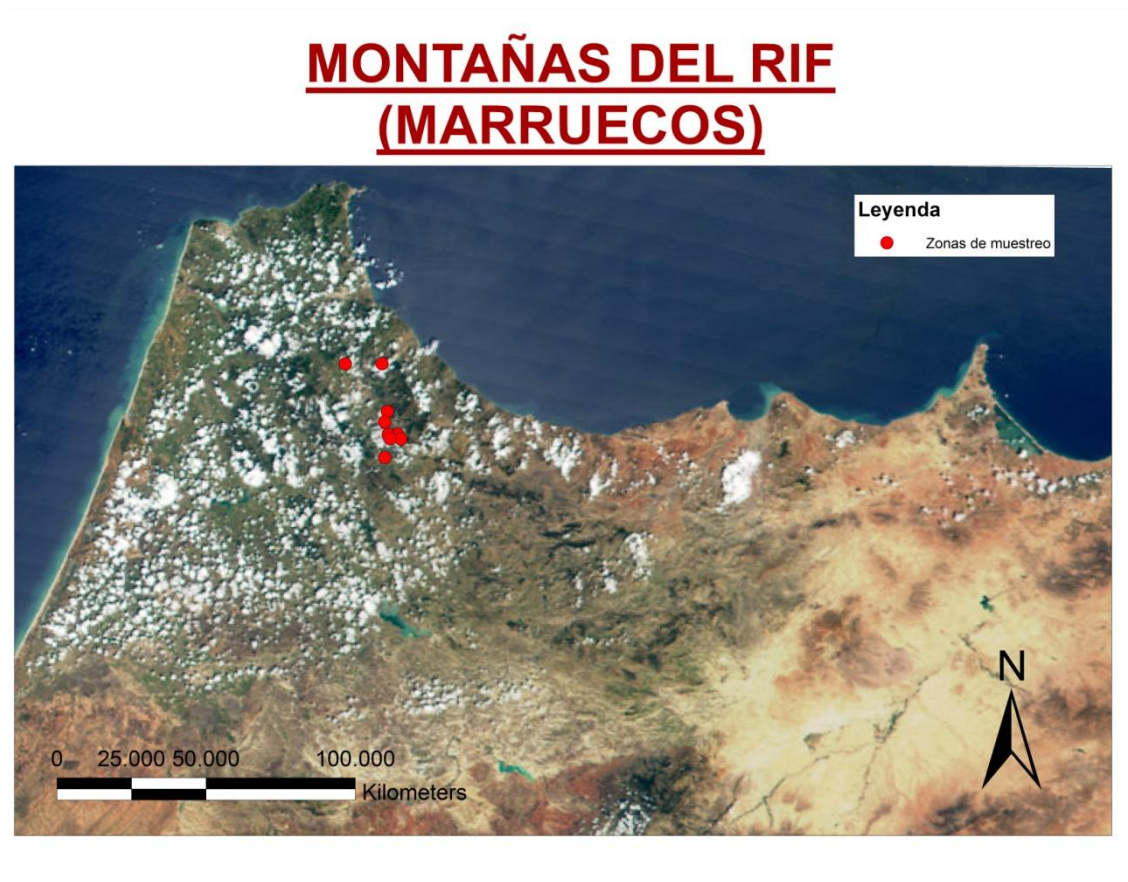 MONTAÑAS DEL RIF
(MARRUECOS)
Leyenda
Zonas de muestreo
N
0 25.000 50.000 100.000
Kilometers